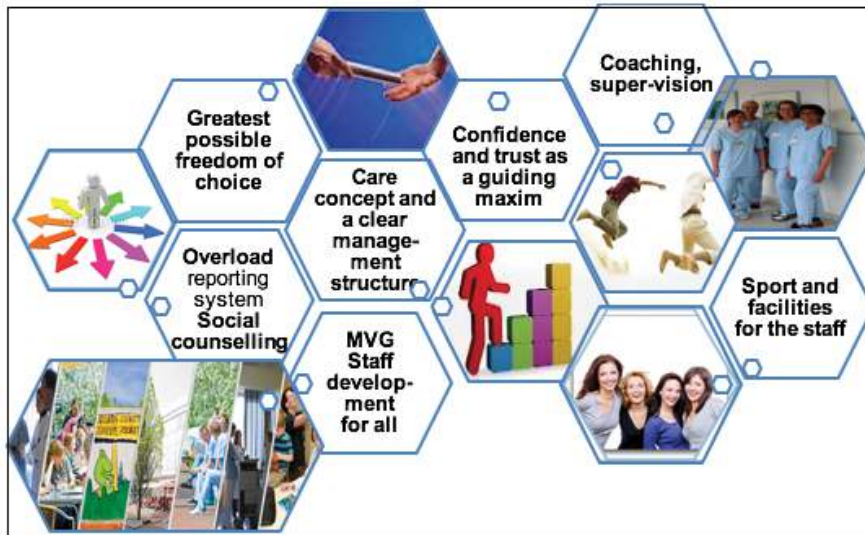 Coaching,
super-vision
Greatest
possible
freedom of
choice
Confidence
and trust as
a guiding
maxim
Care
concept and
a clear
manage-
ment
structure
Overload
reporting
system
Social
counselling
Sport and
facilities
for the staff
MVG
Staff
develop-
ment
for all